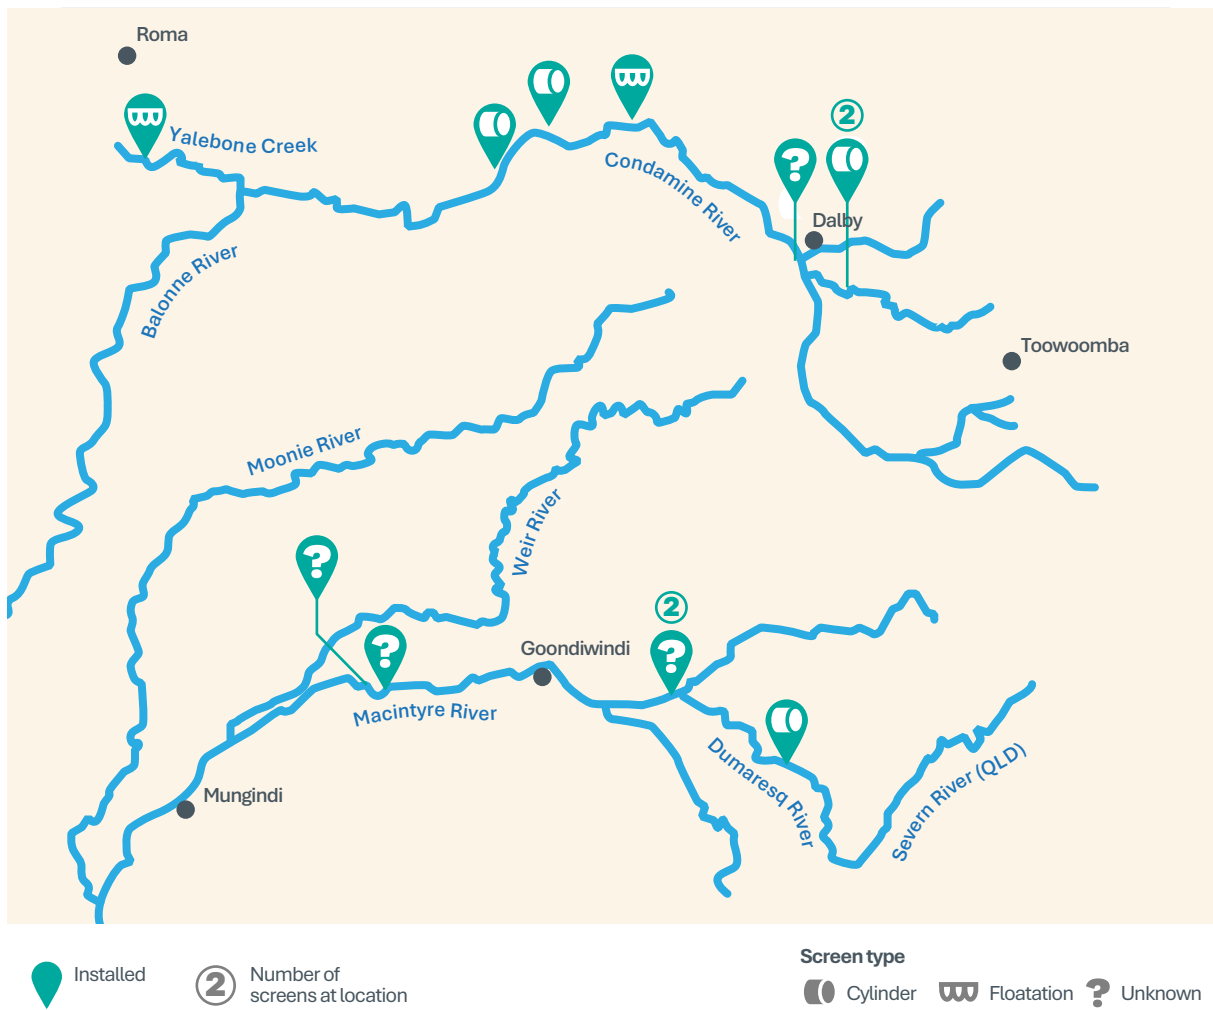 Roma
Yalebone Creek
Condamine River
2
?
Dalby
Balonne River
Toowoomba
Moonie River
Weir River
?
2
?
?
Goondiwindi
Macintyre River
Dumaresq River
Severn River (QLD)
Mungindi
Installed
2
Number of
screens at location
Screen type
Cylinder
Floatation
? Unknown